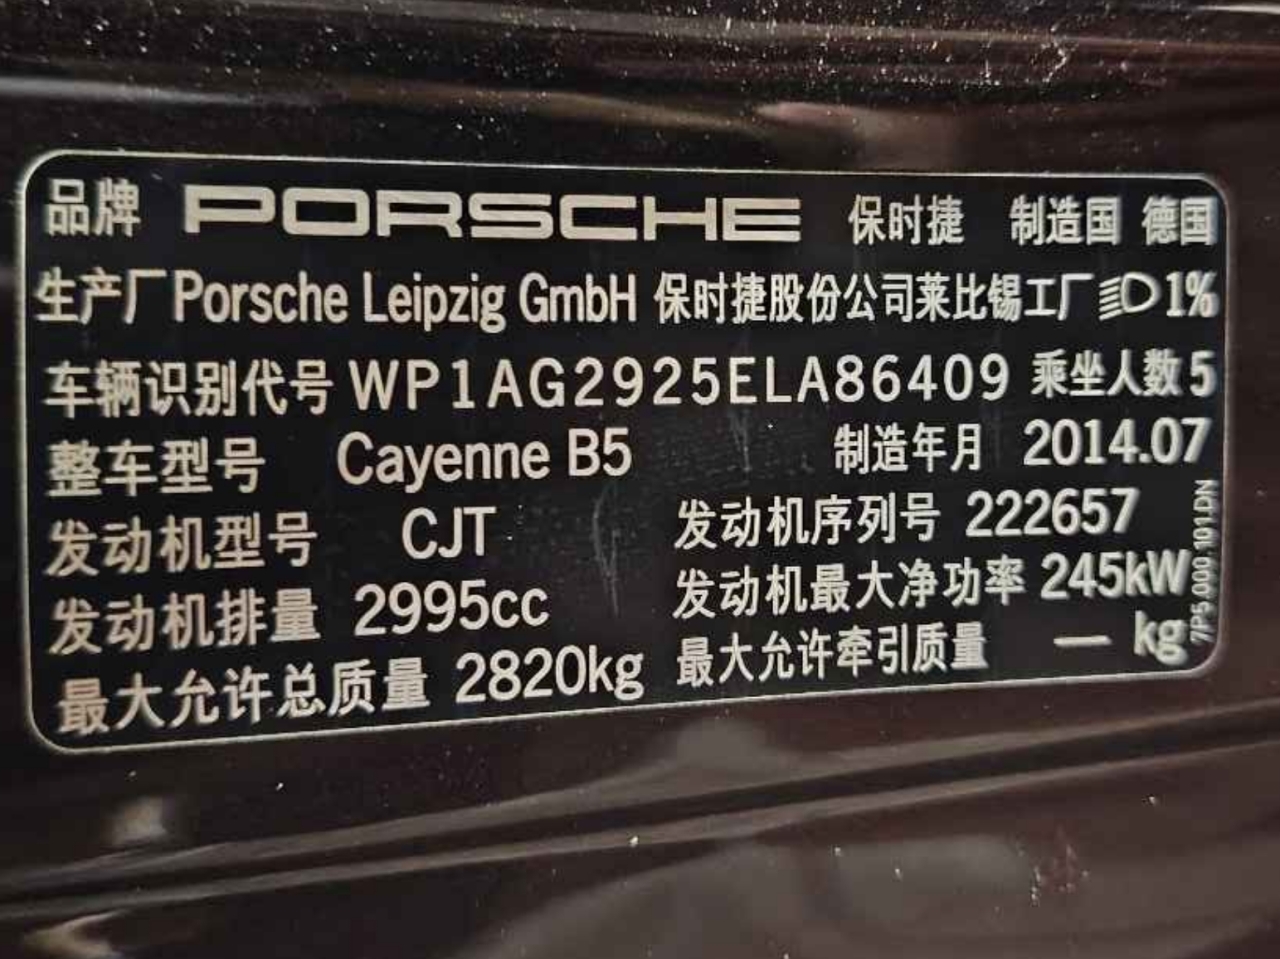 品牌 PORSCHE 保时捷 制造国 德国
生产厂 Porsche Leipzig GmbH 保时捷股份公司莱比锡工厂 1%
车辆识别代号 WP1AG2925ELA86409 乘坐人数 5
整车型号 Cayenne B5 制造年月 2014.07
发动机型号 CJT 发动机序列号 222657
发动机排量 2995cc 发动机最大净功率 245kW
最大允许总质量 2820kg 最大允许牵引质量 — kg
7P5.000.101.DN